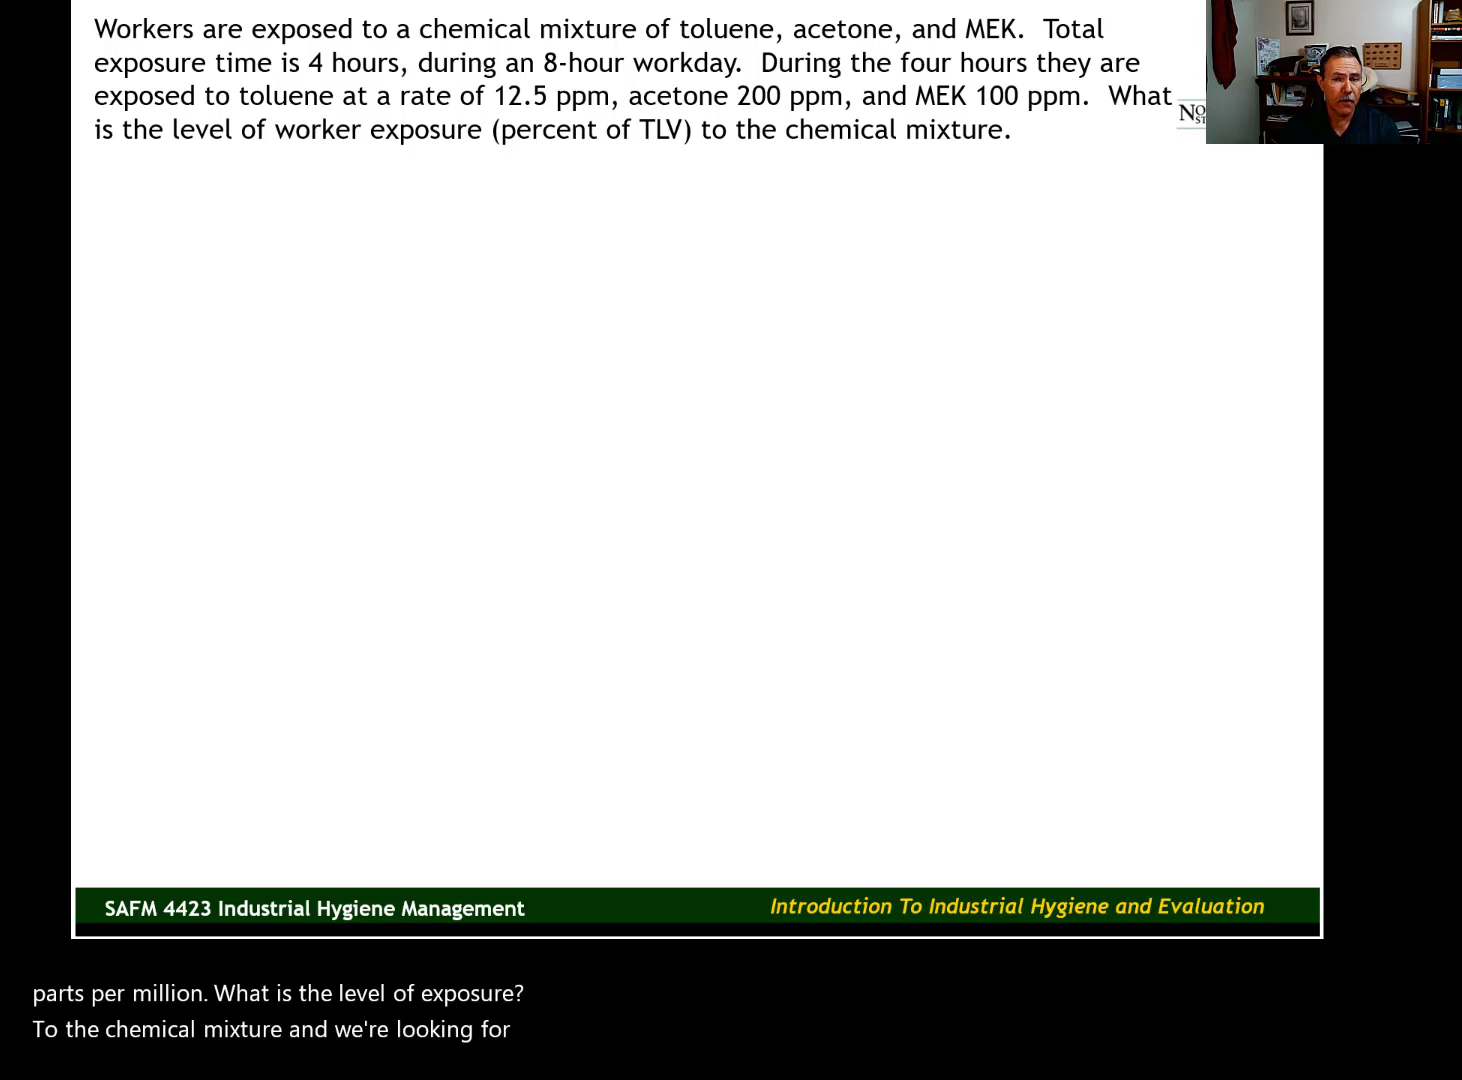 Workers are exposed to a chemical mixture of toluene, acetone, and MEK. Total
exposure time is 4 hours, during an 8-hour workday. During the four hours they are
exposed to toluene at a rate of 12.5 ppm, acetone 200 ppm, and MEK 100 ppm. What
is the level of worker exposure (percent of TLV) to the chemical mixture.
SAFM 4423 Industrial Hygiene Management
Introduction To Industrial Hygiene and Evaluation
parts per million. What is the level of exposure?
To the chemical mixture and we're looking for